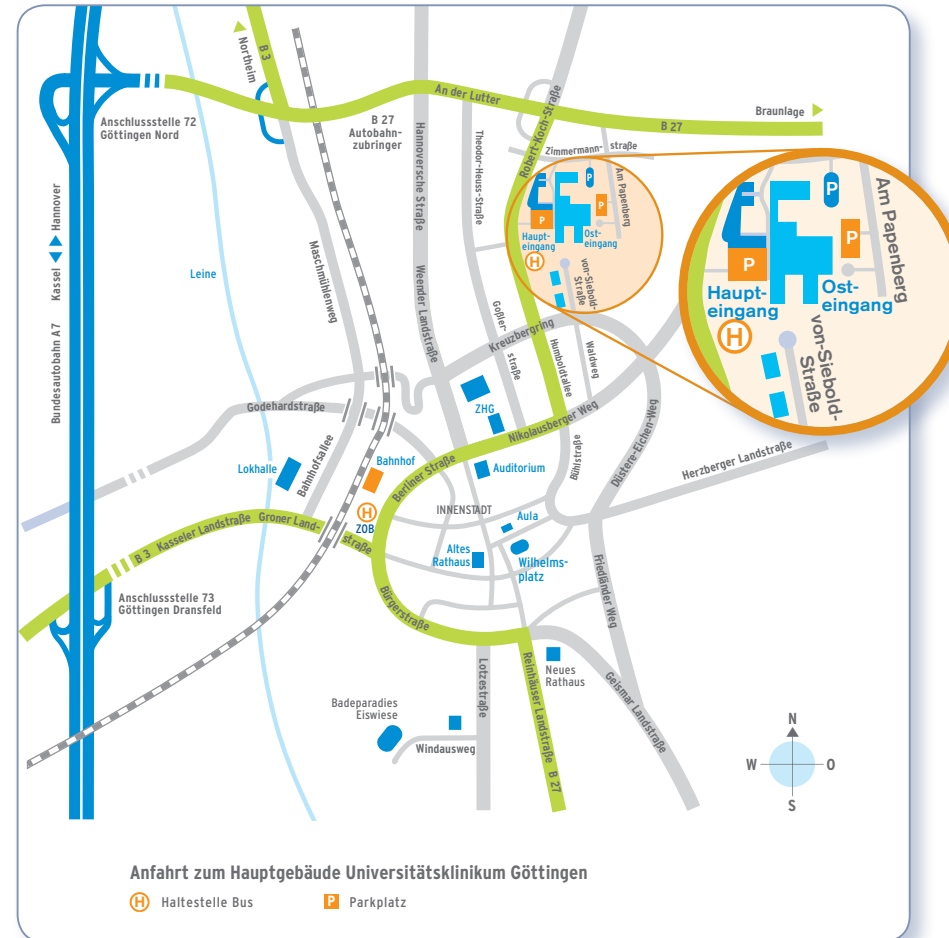 B 3
Northeim
An der Lutter
Robert-Koch-Straße
B 27
Braunlage
Anschlussstelle 72
Göttingen Nord
B 27
Autobahn-
zubringer
Hannoversche Straße
Theodor-Heuss-Straße
Zimmermann-
straße
Am Papenberg
P
P
P
Haupt-
eingang
Ost-
eingang
H
von-Siebold-
Straße
P
P
P
Am Papenberg
Haupt-
eingang
Ost-
eingang
H
von-Siebold-
Straße
Kassel
Hannover
Bundesautobahn A7
Leine
Maschmühlenweg
Weender Landstraße
Goßler-
straße
Kreuzbergring
Humboldtallee
Waldweg
Godehardstraße
ZHG
Nikolausberger Weg
Düstere-Eichen-Weg
Bühlstraße
Herzberger Landstraße
Lokhalle
Bahnhofsallee
Bahnhof
Berliner Straße
Auditorium
H
ZOB
INNENSTADT
Aula
B 3 Kasseler Landstraße Groner Land-
straße
Altes
Rathaus
Wilhelms-
platz
Friedländer Weg
Anschlussstelle 73
Göttingen Dransfeld
Bürgerstraße
Lotzestraße
Reinhäuser Landstraße B 27
Neues
Rathaus
Geismar Landstraße
Badeparadies
Eiswiese
Windausweg
N
W
O
S
Anfahrt zum Hauptgebäude Universitätsklinikum Göttingen
H Haltestelle Bus
P Parkplatz